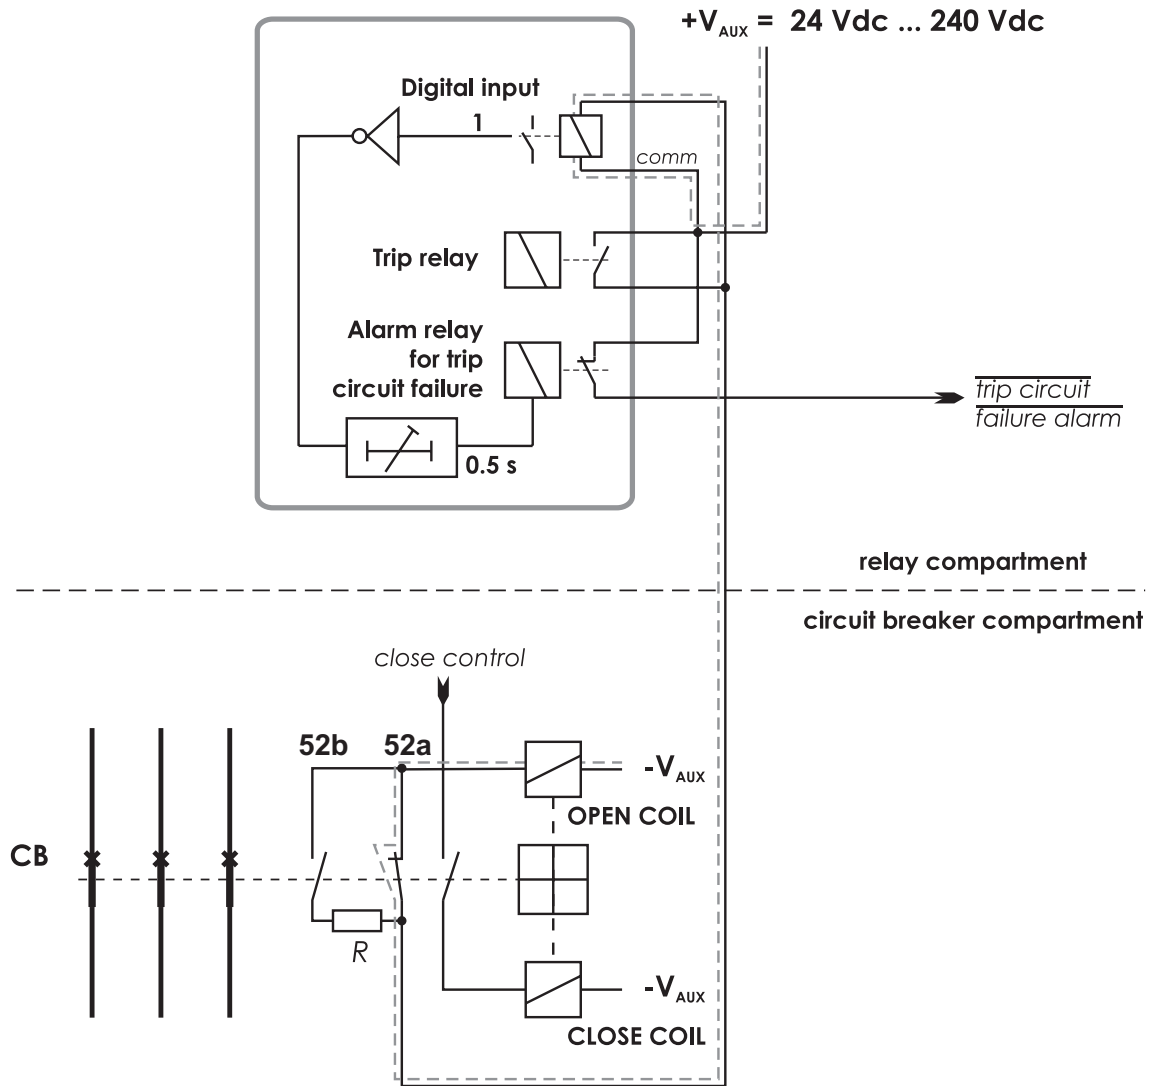 +VAUX = 24 Vdc ... 240 Vdc
Digital input
1
comm
Trip relay
Alarm relay
for trip
circuit failure
trip circuit
failure alarm
0.5 s
relay compartment
circuit breaker compartment
close control
52b 52a
-VAUX
OPEN COIL
CB
R
-VAUX
CLOSE COIL